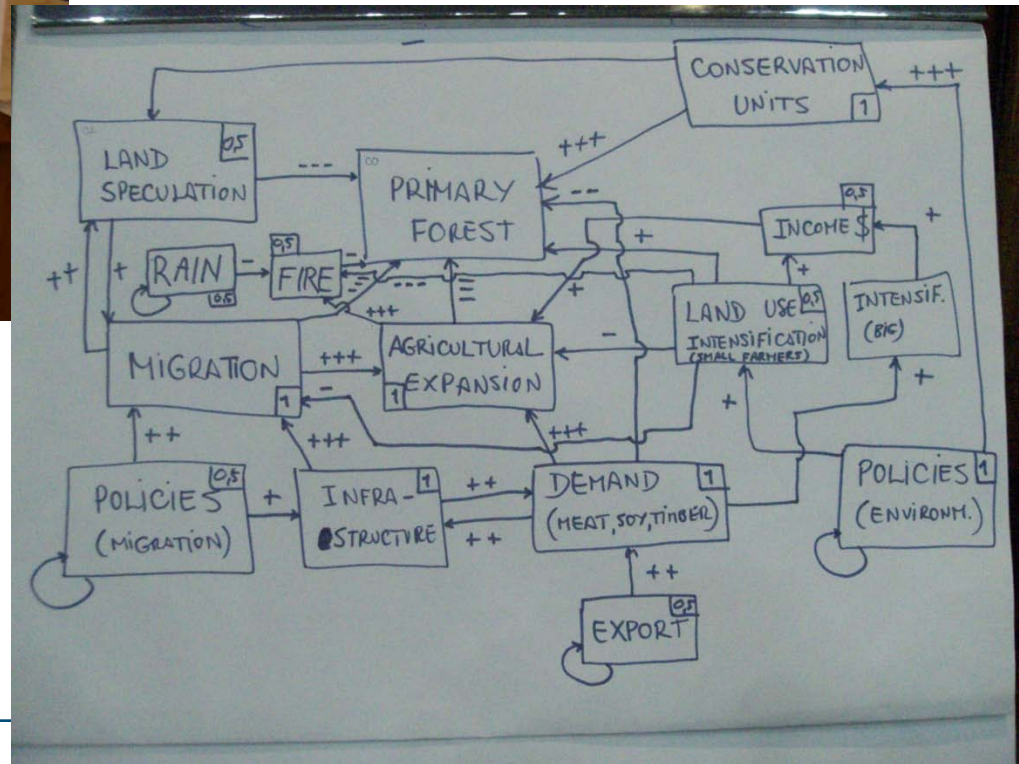 -
CONSERVATION
UNITS
1
+++
0,5
LAND
SPECULATION
---
+++
PRIMARY
FOREST
--
0,5
INCOME $
+
++
+
RAIN
0,5
-
0,5
FIRE
-
-
---
+
+
+
LAND USE
0,5
INTENSIFICATION
(SMALL FARMERS)
INTENSIF.
(BIG)
+++
MIGRATION
1
+++
-
AGRICULTURAL
EXPANSION
1
-
+
+
++
+++
+++
POLICIES
0,5
(MIGRATION)
+
INFRA-
1
STRUCTURE
++
++
DEMAND
1
(MEAT, SOY, TIMBER)
POLICIES
1
(ENVIRONM.)
++
EXPORT
0,5